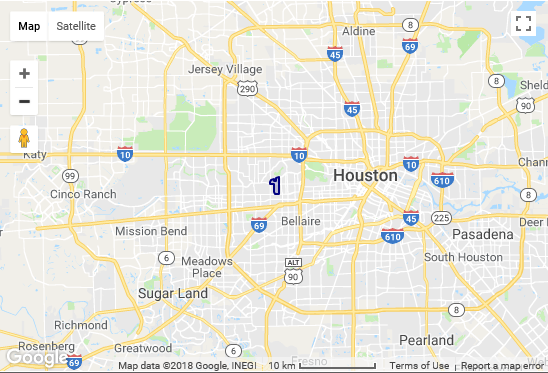 Map Satellite
Cypress
Aldine
8
45
69
Jersey Village
290
8
Sheld
90
45
Katy
10
10
Houston
10
Chann
99
Cinco Ranch
610
Mission Bend
69
Bellaire
45
225
Deer P
610
Pasadena
6
Meadows
Place
ALT
90
South Houston
Sugar Land
6
8
Richmond
8
Rosenberg
Greatwood
Pearland
69
Google
Fresno
Map data ©2018 Google, INEGI 10 km Terms of Use Report a map error